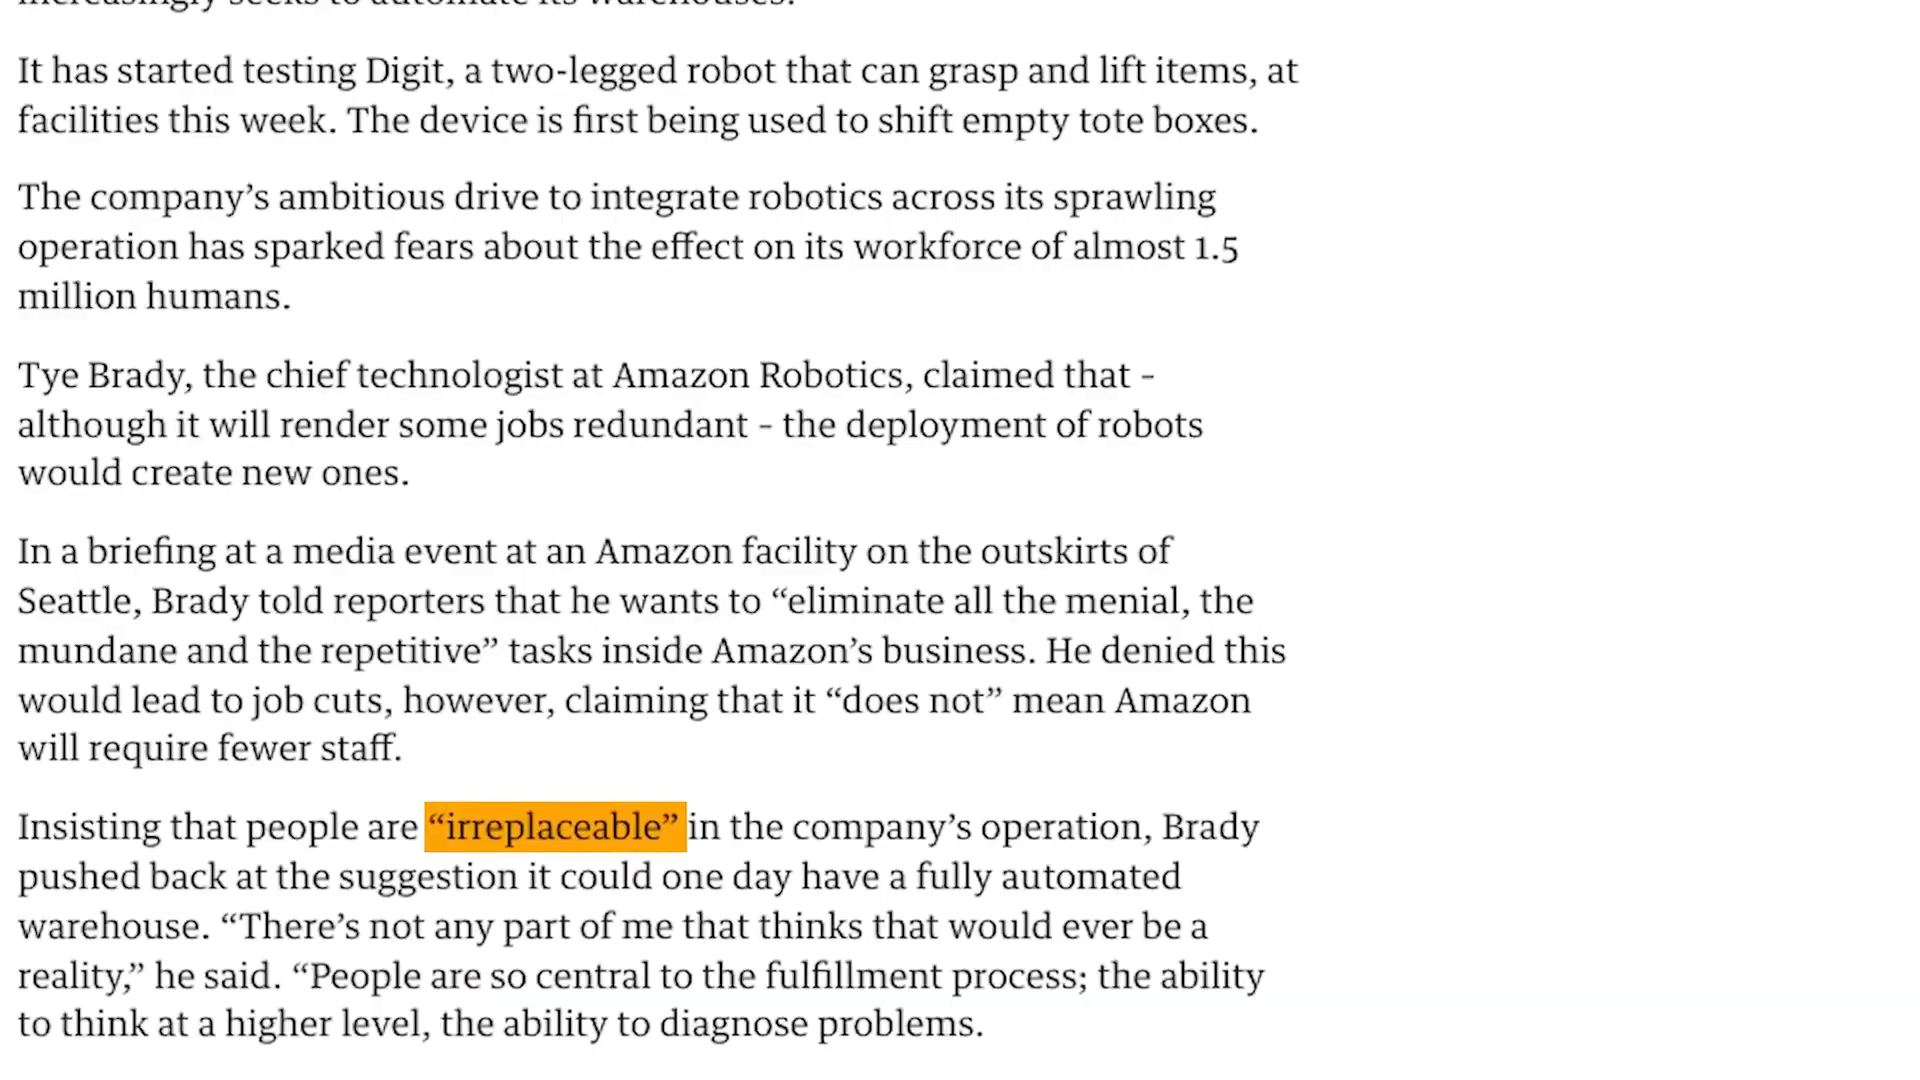 increasingly seeks to automate its warehouses.
It has started testing Digit, a two-legged robot that can grasp and lift items, at
facilities this week. The device is first being used to shift empty tote boxes.
The company’s ambitious drive to integrate robotics across its sprawling
operation has sparked fears about the effect on its workforce of almost 1.5
million humans.
Tye Brady, the chief technologist at Amazon Robotics, claimed that –
although it will render some jobs redundant – the deployment of robots
would create new ones.
In a briefing at a media event at an Amazon facility on the outskirts of
Seattle, Brady told reporters that he wants to “eliminate all the menial, the
mundane and the repetitive” tasks inside Amazon’s business. He denied this
would lead to job cuts, however, claiming that it “does not” mean Amazon
will require fewer staff.
Insisting that people are “irreplaceable” in the company’s operation, Brady
pushed back at the suggestion it could one day have a fully automated
warehouse. “There’s not any part of me that thinks that would ever be a
reality,” he said. “People are so central to the fulfillment process; the ability
to think at a higher level, the ability to diagnose problems.